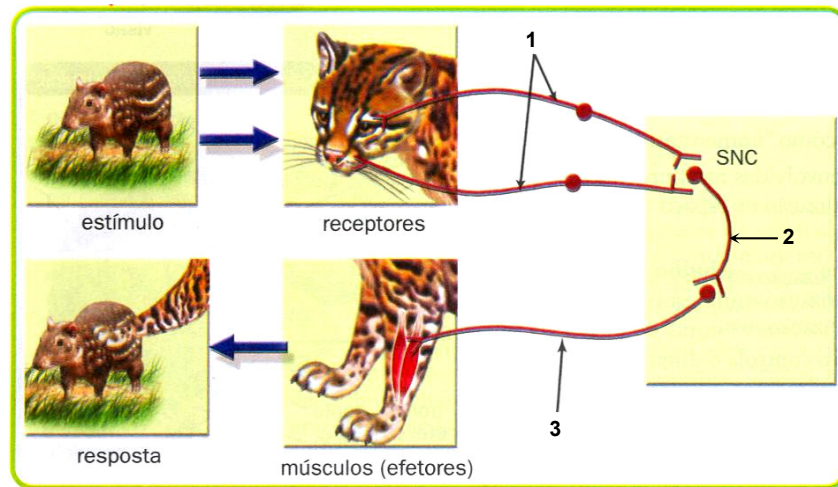 1
SNC
estímulo
receptores
2
3
resposta
músculos (efetores)